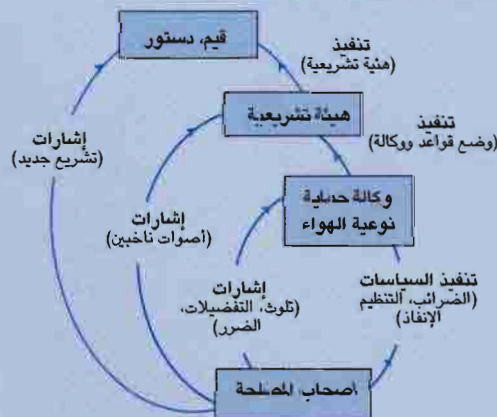 قيم، دستور
تنفيذ
(هئية تشريعية)
هيئة تشريعية
تنفيذ
(وضع قواعد ووكالة)
إشارات
(تشريع جديد)
وكالة حماية
نوعية الهواء
إشارات
(أصوات ناخبين)
إشارات
(تلوث، التفضيلات،
الضرر)
تنفيذ السياسات
(الضرائب، التنظيم
الإنفاذ)
أصحاب المصلحة